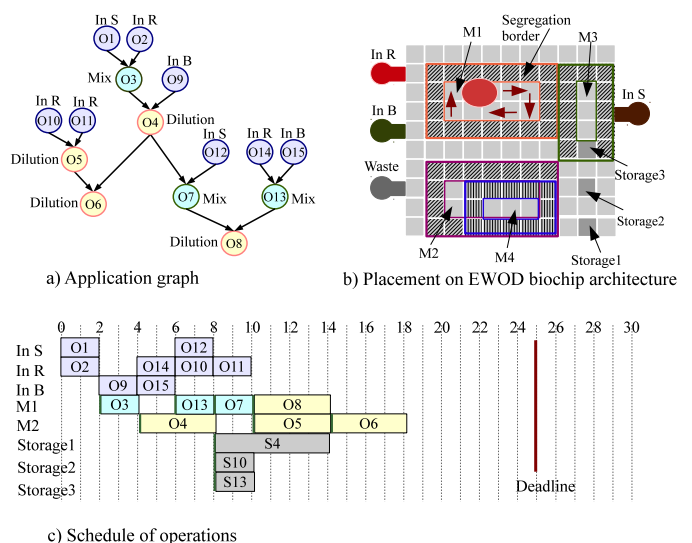 a)
In S In R
O1 O2 In B
Mix O3 O9
In R In R O4 Dilution In S
O10 O11 In R In B
Dilution O5 O12 O14 O15
Dilution O6 O7 Mix O13 Mix
Dilution O8
a) Application graph
b) Segregation border
M1 M3
In R
In S
In B
Storage3
Waste
Storage2
M2 M4 Storage1
b) Placement on EWOD biochip architecture
0 2 4 6 8 10 12 14 16 18 20 22 24 26 28 30
In S O1 O12
In R O2 O14 O10 O11
In B O9 O15
M1 O3 O13 O7 O8
M2 O4 O5 O6
Storage1 S4
Storage2 S10
Storage3 S13
Deadline
c) Schedule of operations